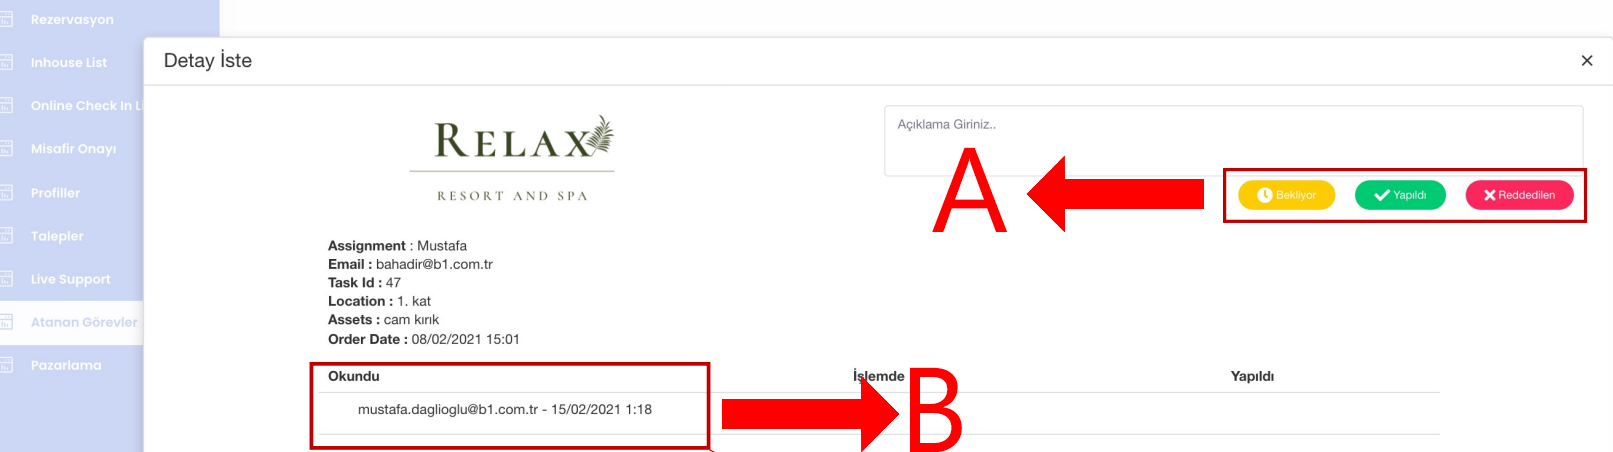 Rezervasyon
Inhouse List
Online Check In Li
Misafir Onayı
Profiller
Talepler
Live Support
Atanan Görevler
Pazarlama
Detay İste
×
RELAX
RESORT AND SPA
Açıklama Giriniz..
A
Bekliyor Yapıldı Reddedilen
Assignment : Mustafa
Email : bahadir@b1.com.tr
Task Id : 47
Location : 1. kat
Assets : cam kırık
Order Date : 08/02/2021 15:01
Okundu İşlemde Yapıldı
mustafa.daglioglu@b1.com.tr - 15/02/2021 1:18
B